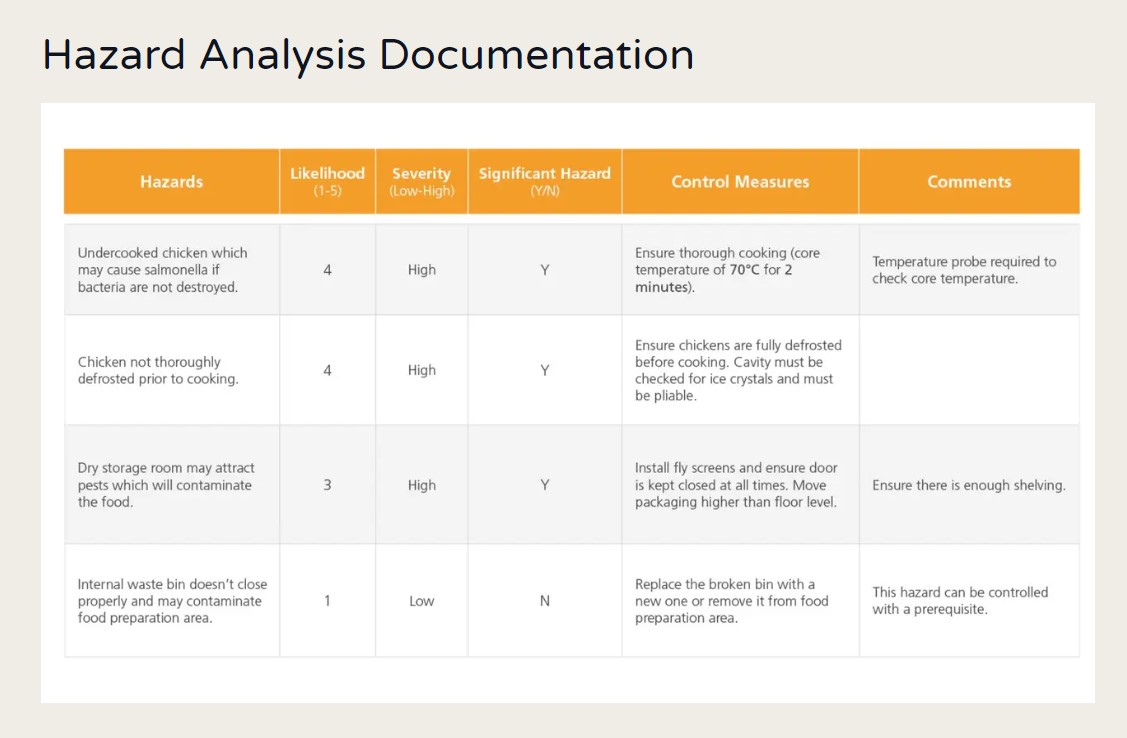 Hazard Analysis Documentation
Hazards
Likelihood
(1-5)
Severity
(Low-High)
Significant Hazard
(Y/N)
Control Measures
Comments
Undercooked chicken which
may cause salmonella if
bacteria are not destroyed.
4
High
Y
Ensure thorough cooking (core
temperature of 70°C for 2
minutes).
Temperature probe required to
check core temperature.
Chicken not thoroughly
defrosted prior to cooking.
4
High
Y
Ensure chickens are fully defrosted
before cooking. Cavity must be
checked for ice crystals and must
be pliable.
Dry storage room may attract
pests which will contaminate
the food.
3
High
Y
Install fly screens and ensure door
is kept closed at all times. Move
packaging higher than floor level.
Ensure there is enough shelving.
Internal waste bin doesn't close
properly and may contaminate
food preparation area.
1
Low
N
Replace the broken bin with a
new one or remove it from food
preparation area.
This hazard can be controlled
with a prerequisite.